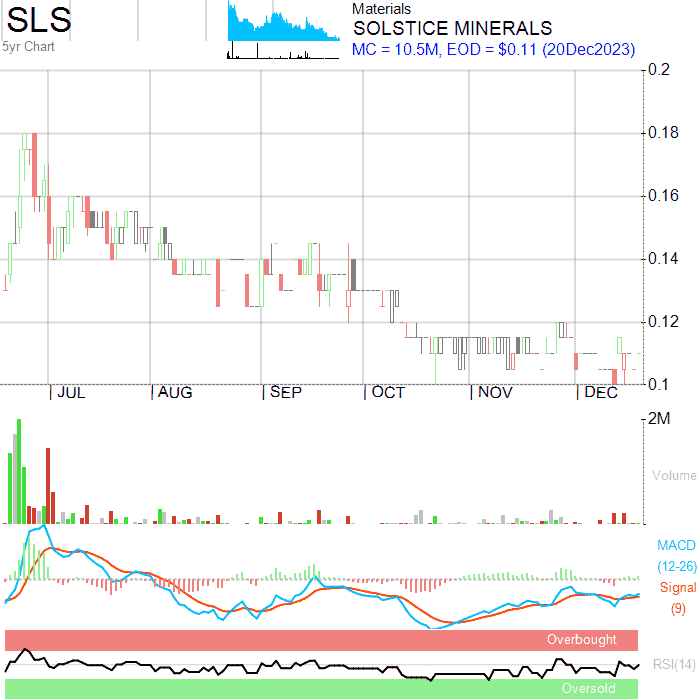 SLS
5yr Chart
Materials
SOLSTICE MINERALS
MC = 10.5M, EOD = $0.11 (20Dec2023)
0.2
0.18
0.16
0.14
0.12
0.1
JUL AUG SEP OCT NOV DEC
2M
Volume
MACD
(12-26)
Signal
(9)
Overbought
RSI(14)
Oversold